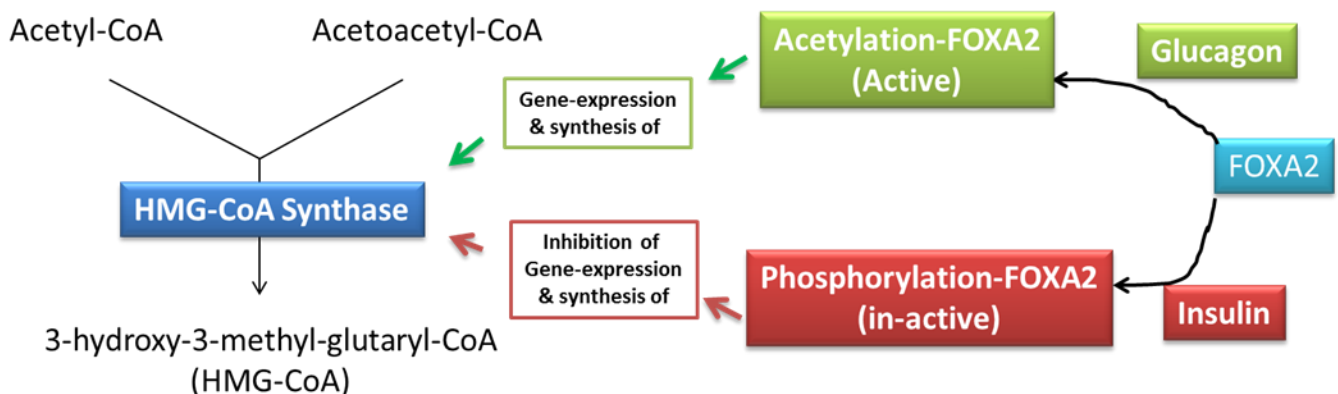 Acetyl-CoA
Acetoacetyl-CoA
Acetylation-FOXA2
(Active)
Glucagon
Gene-expression
& synthesis of
FOXA2
HMG-CoA Synthase
Inhibition of
Gene-expression
& synthesis of
Phosphorylation-FOXA2
(in-active)
Insulin
3-hydroxy-3-methyl-glutaryl-CoA
(HMG-CoA)